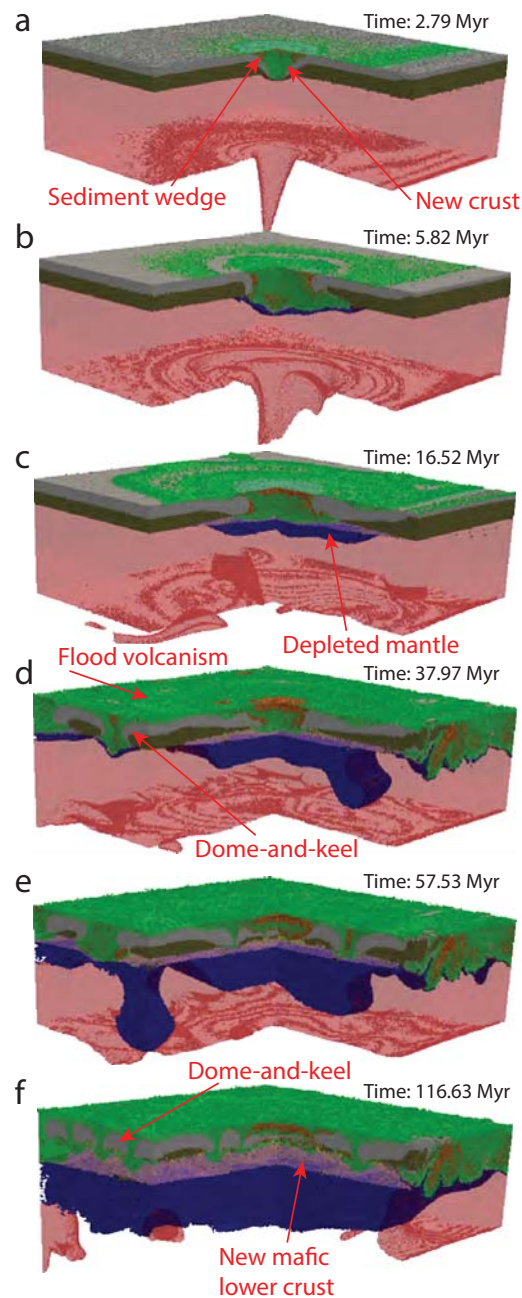 a
Time: 2.79 Myr
Sediment wedge
New crust
b
Time: 5.82 Myr
c
Time: 16.52 Myr
Depleted mantle
Flood volcanism
d
Time: 37.97 Myr
Dome-and-keel
e
Time: 57.53 Myr
Dome-and-keel
f
Time: 116.63 Myr
New mafic
lower crust